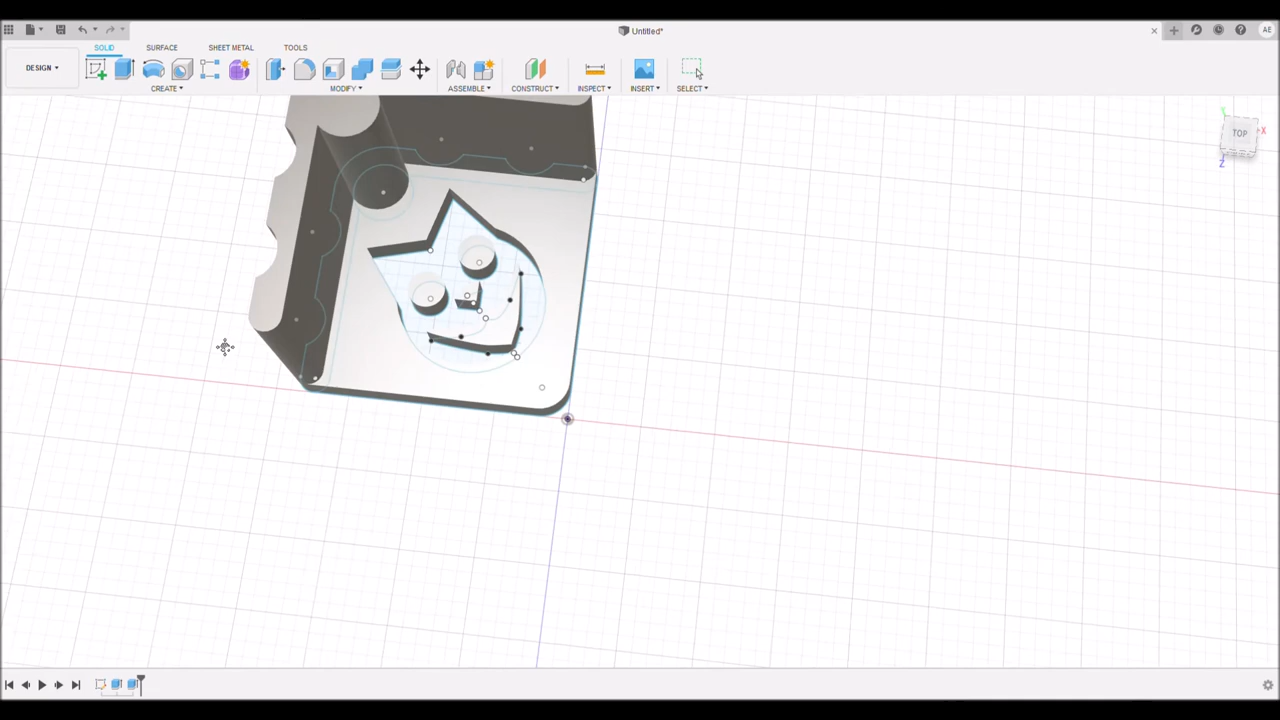 Untitled*
AE
SOLID
SURFACE
SHEET METAL
TOOLS
DESIGN
CREATE
MODIFY
ASSEMBLE
CONSTRUCT
INSPECT
INSERT
SELECT
Y
X
TOP
Z